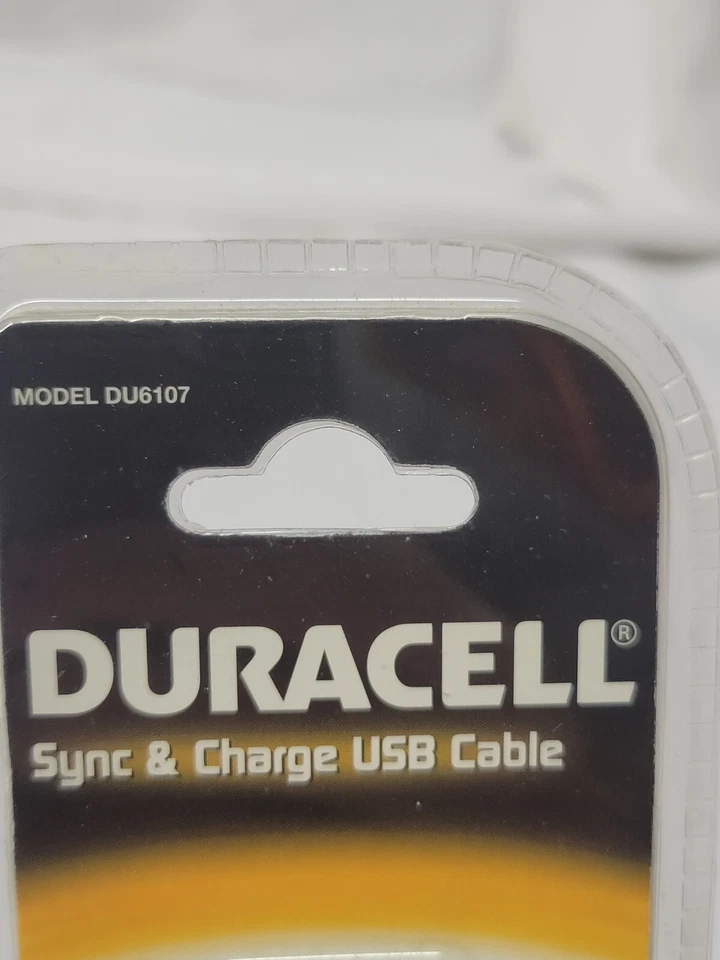 MODEL DU6107
DURACELL®
Sync & Charge USB Cable